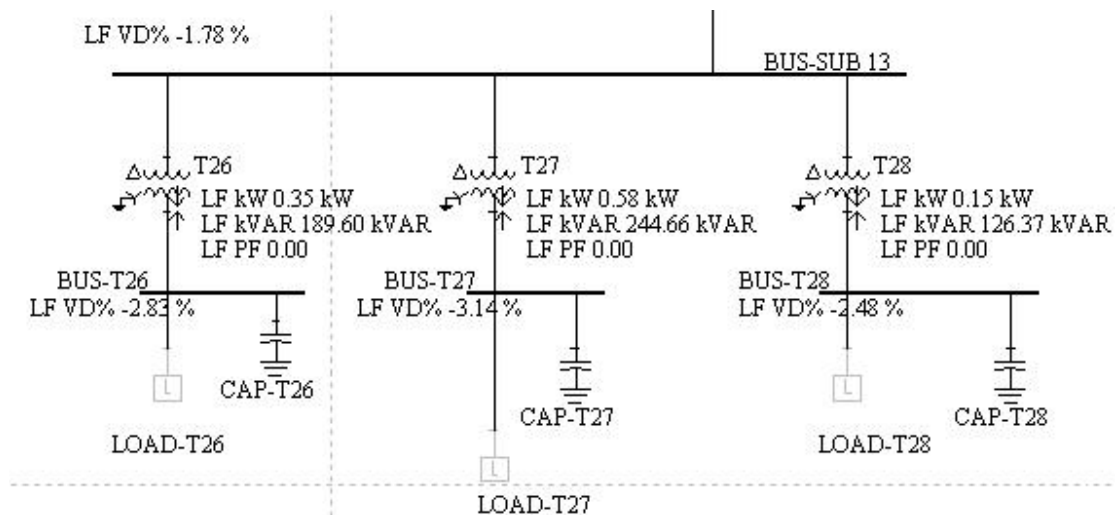 LF VD% -1.78 %
BUS-SUB 13
T26
LF kW 0.35 kW
LF kVAR 189.60 kVAR
LF PF 0.00
BUS-T26
LF VD% -2.83 %
L
CAP-T26
LOAD-T26
T27
LF kW 0.58 kW
LF kVAR 244.66 kVAR
LF PF 0.00
BUS-T27
LF VD% -3.14 %
CAP-T27
L
LOAD-T27
T28
LF kW 0.15 kW
LF kVAR 126.37 kVAR
LF PF 0.00
BUS-T28
LF VD% -2.48 %
L
CAP-T28
LOAD-T28